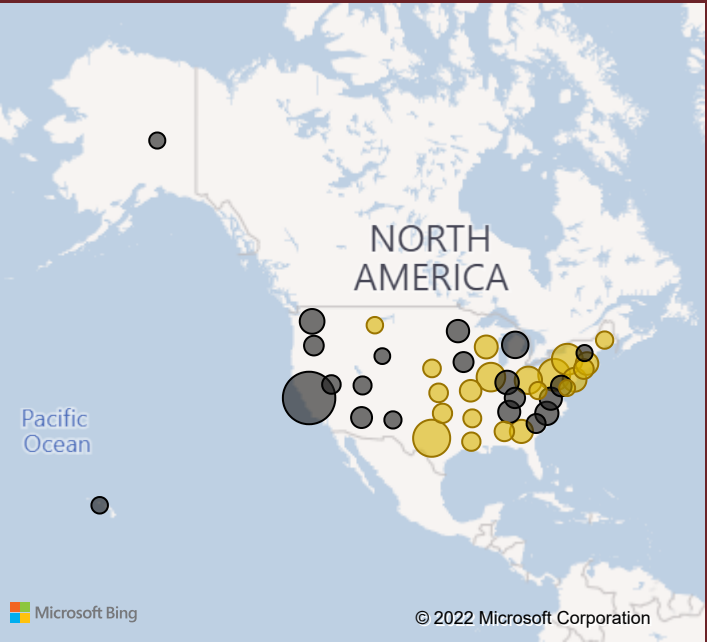 NORTH
AMERICA
Pacific
Ocean
Microsoft Bing
© 2022 Microsoft Corporation